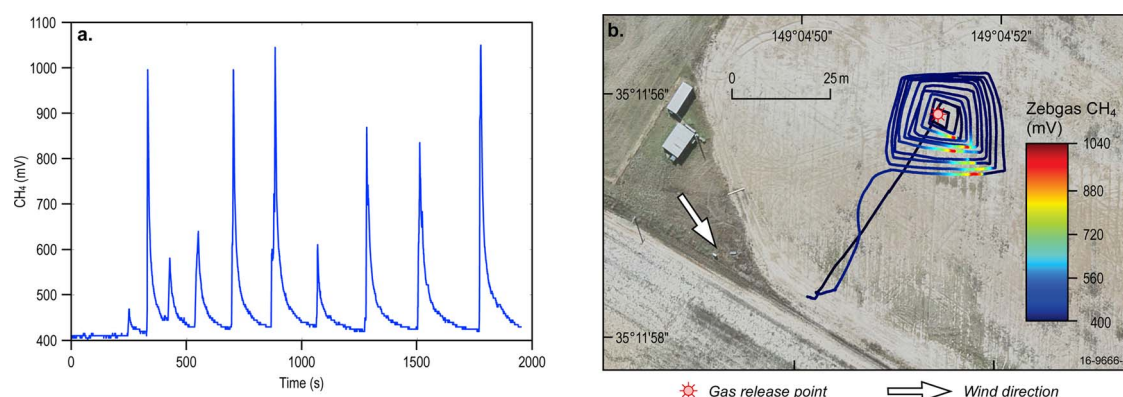 a.
1100
1000
900
800
700
600
500
400
CH₄ (mV)
0
500
1000
1500
2000
Time (s)
b.
149°04'50"
149°04'52"
0
25 m
35°11'56"
35°11'58"
Zebgas CH₄
(mV)
1040
880
720
560
400
16-9666-
Gas release point
Wind direction